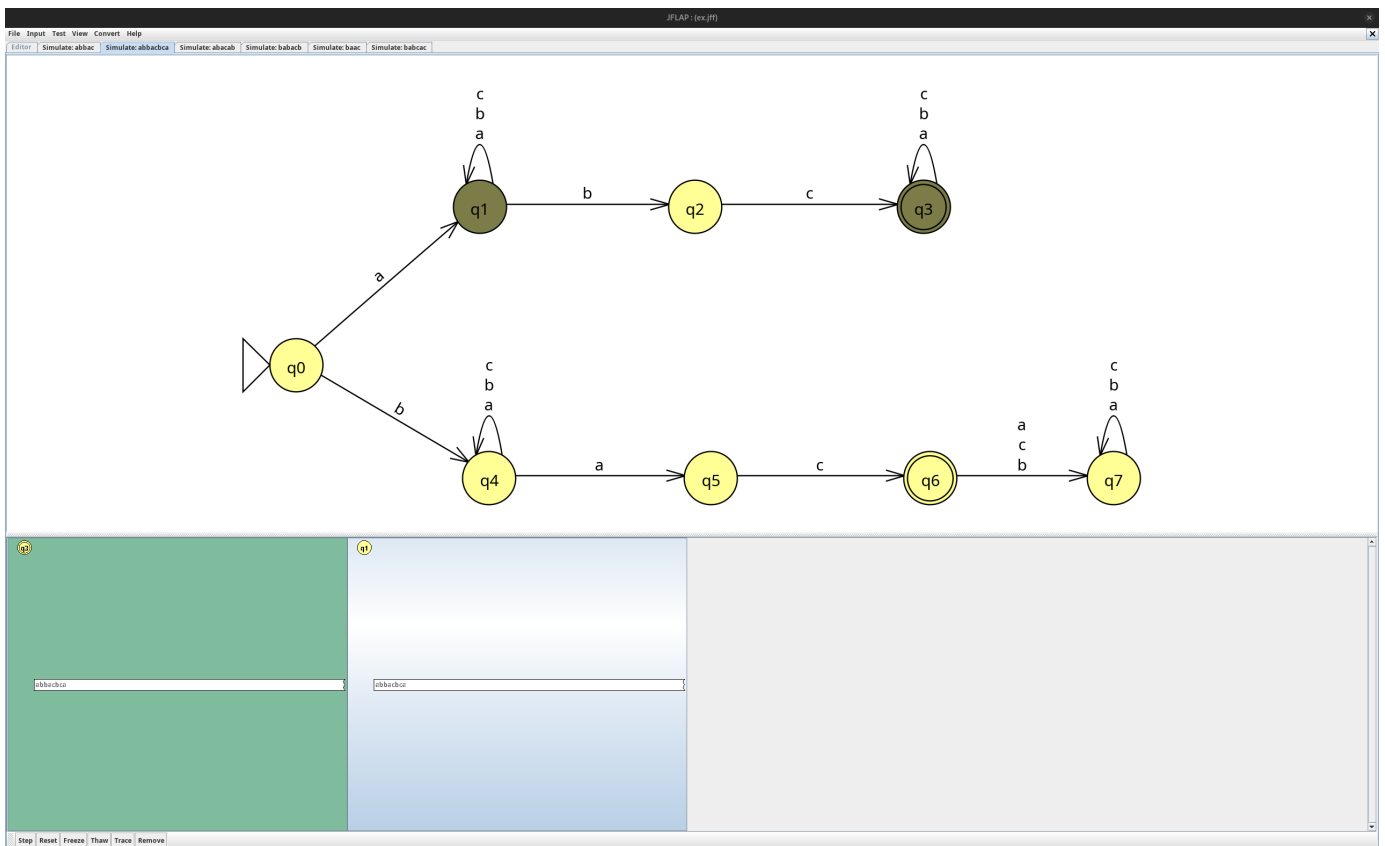 JFLAP : (ex.jff)
File Input Test View Convert Help
Editor Simulate: abbac Simulate: abbacbca Simulate: abacab Simulate: babacb Simulate: baac Simulate: babcac
c
b
a
c
b
a
q1
b
q2
c
q3
a
q0
b
c
b
a
q4
a
q5
c
q6
a
c
b
c
b
a
q7
q3
q1
abbacbca
abbacbca
Step Reset Freeze Thaw Trace Remove